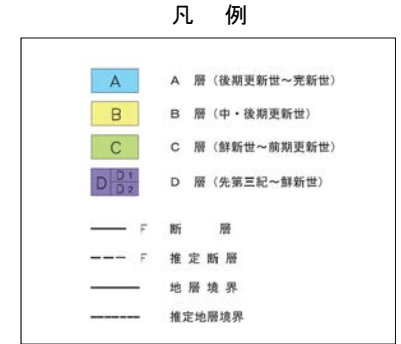 凡 例
A A 層（後期更新世～完新世）
B B 層（中・後期更新世）
C C 層（鮮新世～前期更新世）
D D1 D2 D 層（先第三紀～鮮新世）
F 断 層
F 推定断層
地層境界
推定地層境界